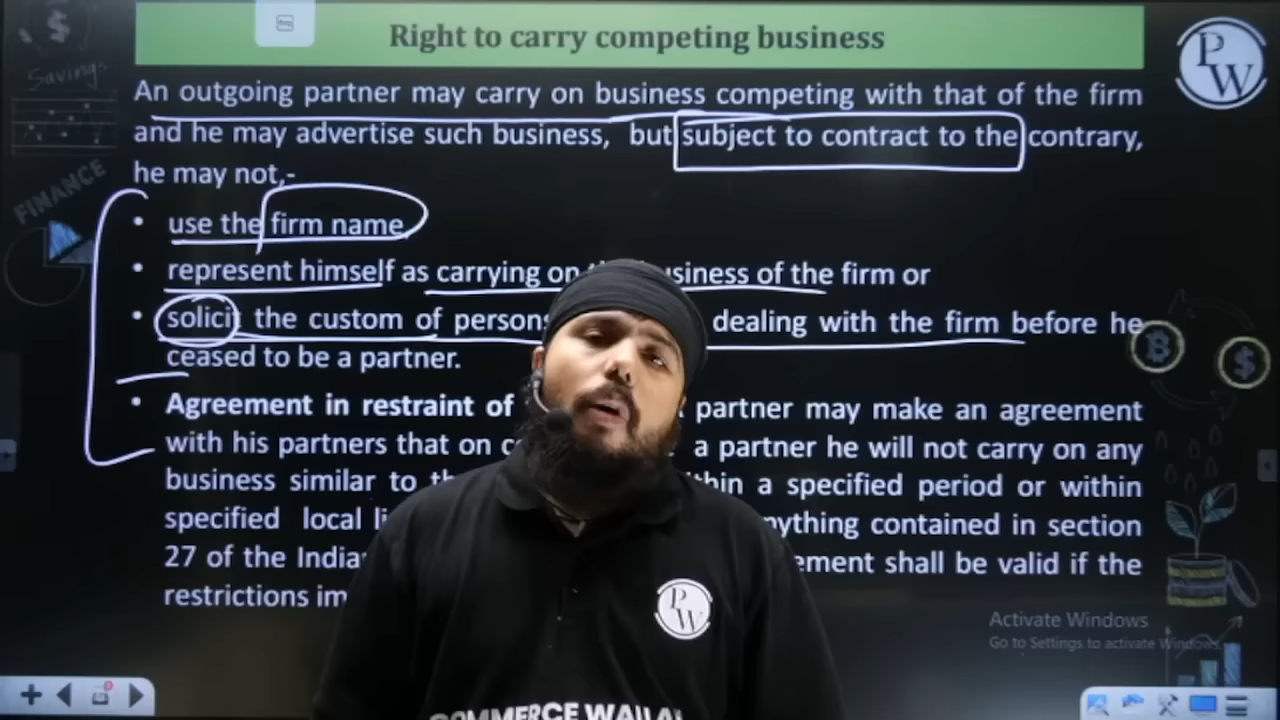 Right to carry competing business
Savings
FINANCE
P
W
An outgoing partner may carry on business competing with that of the firm
and he may advertise such business, but subject to contract to the contrary,
he may not,-
• use the firm name
• represent himself as carrying on business of the firm or
• solicit the custom of persons dealing with the firm before he
ceased to be a partner.
• Agreement in restraint of partner may make an agreement
with his partners that on a partner he will not carry on any
business similar to within a specified period or within
specified local anything contained in section
27 of the shall be valid if the
restrictions
Activate Windows
Go to Settings to activate Windows.
P
W
COMMERCE WALLAH